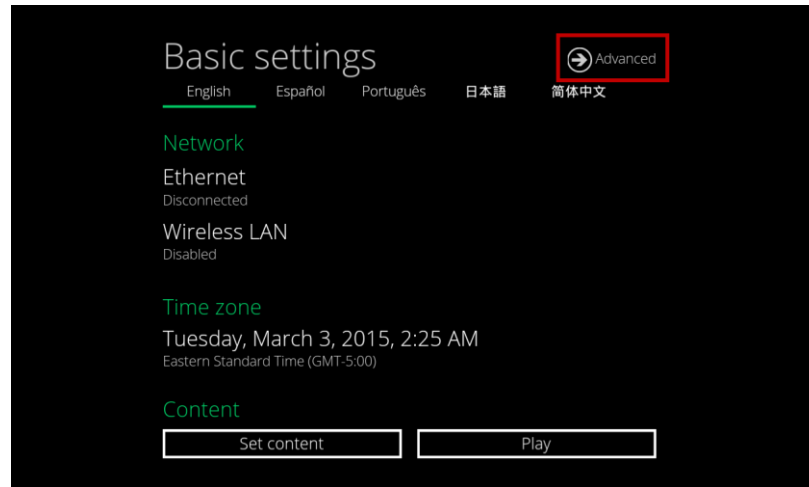 Basic settings
Advanced
English Español Português 日本語 简体中文
Network
Ethernet
Disconnected
Wireless LAN
Disabled
Time zone
Tuesday, March 3, 2015, 2:25 AM
Eastern Standard Time (GMT-5:00)
Content
Set content Play